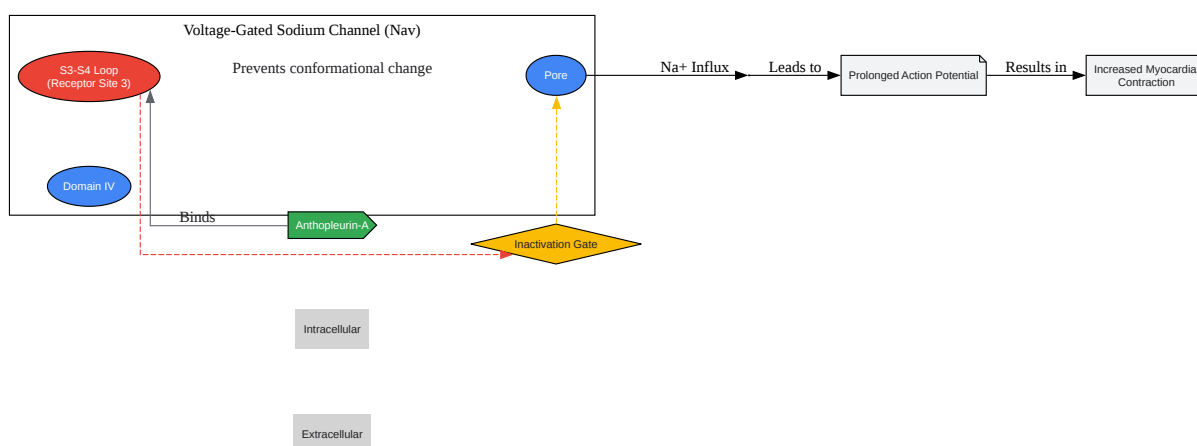 Voltage-Gated Sodium Channel (Nav)
S3-S4 Loop
(Receptor Site 3)
Prevents conformational change
Pore
Na+ Influx
Leads to
Prolonged Action Potential
Results in
Increased Myocardial
Contraction
Domain IV
Binds
Anthopleurin-A
Inactivation Gate
Intracellular
Extracellular